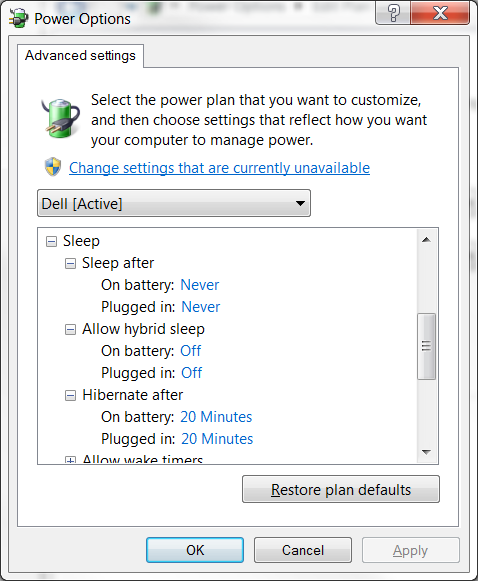 Power Options
Advanced settings
Select the power plan that you want to customize,
and then choose settings that reflect how you want
your computer to manage power.
Change settings that are currently unavailable
Dell [Active]
Sleep
Sleep after
On battery: Never
Plugged in: Never
Allow hybrid sleep
On battery: Off
Plugged in: Off
Hibernate after
On battery: 20 Minutes
Plugged in: 20 Minutes
Allow wake timers
Restore plan defaults
OK
Cancel
Apply